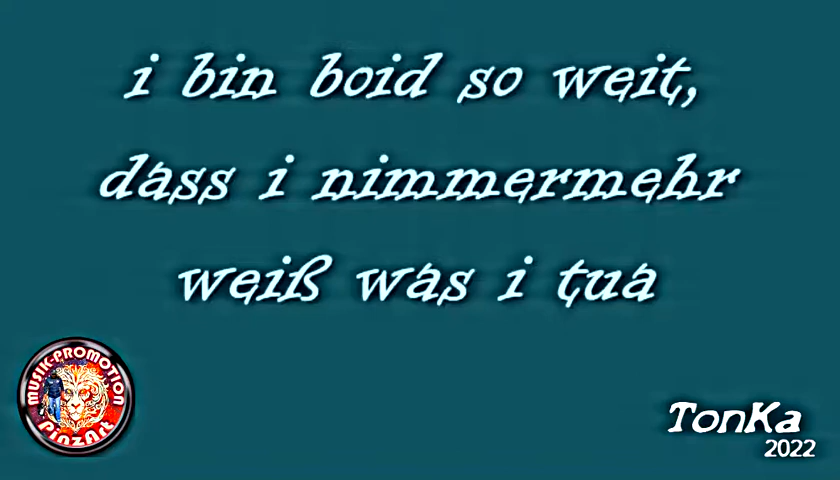 i bin boid so weit,
dass i nimmermehr
weiß was i tua
MUSIK-PROMOTION
PinzArt
TonKa
2022